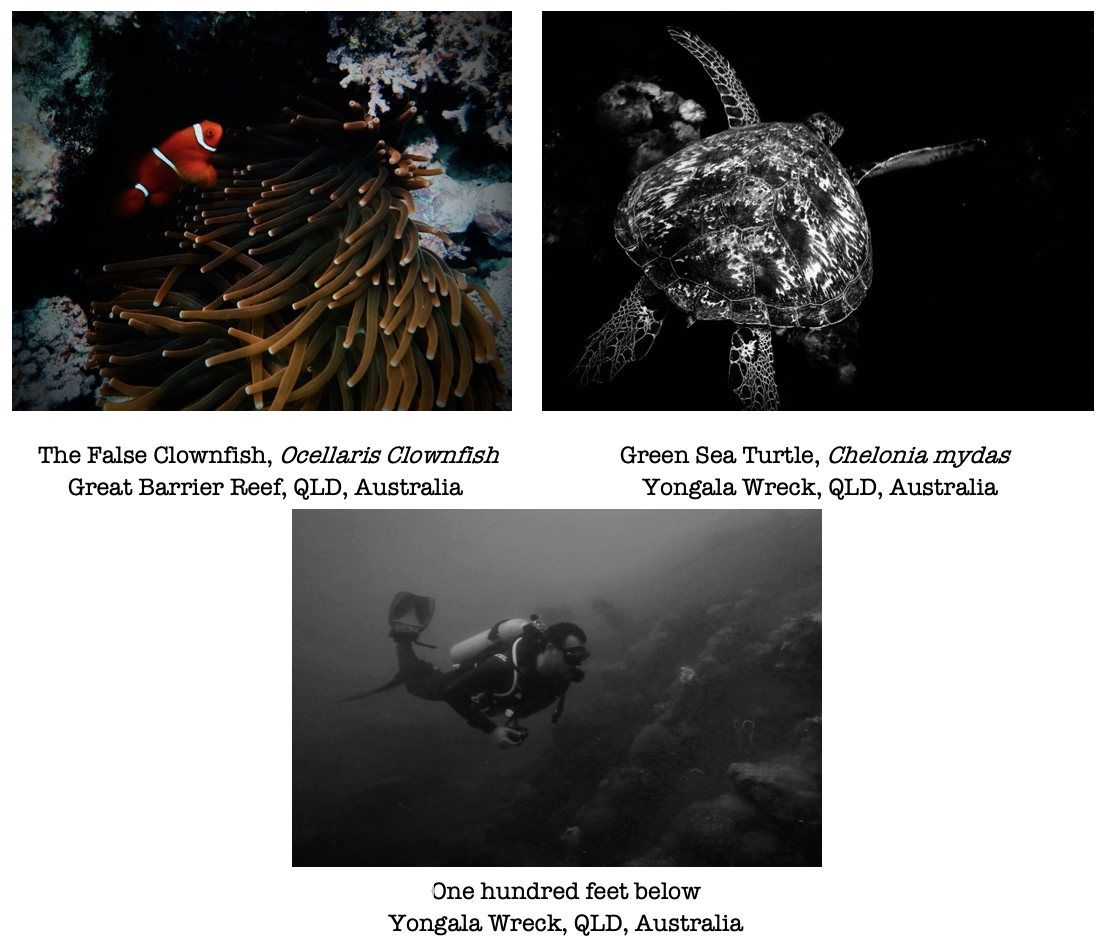 The False Clownfish, Ocellaris Clownfish
Great Barrier Reef, QLD, Australia
Green Sea Turtle, Chelonia mydas
Yongala Wreck, QLD, Australia
One hundred feet below
Yongala Wreck, QLD, Australia